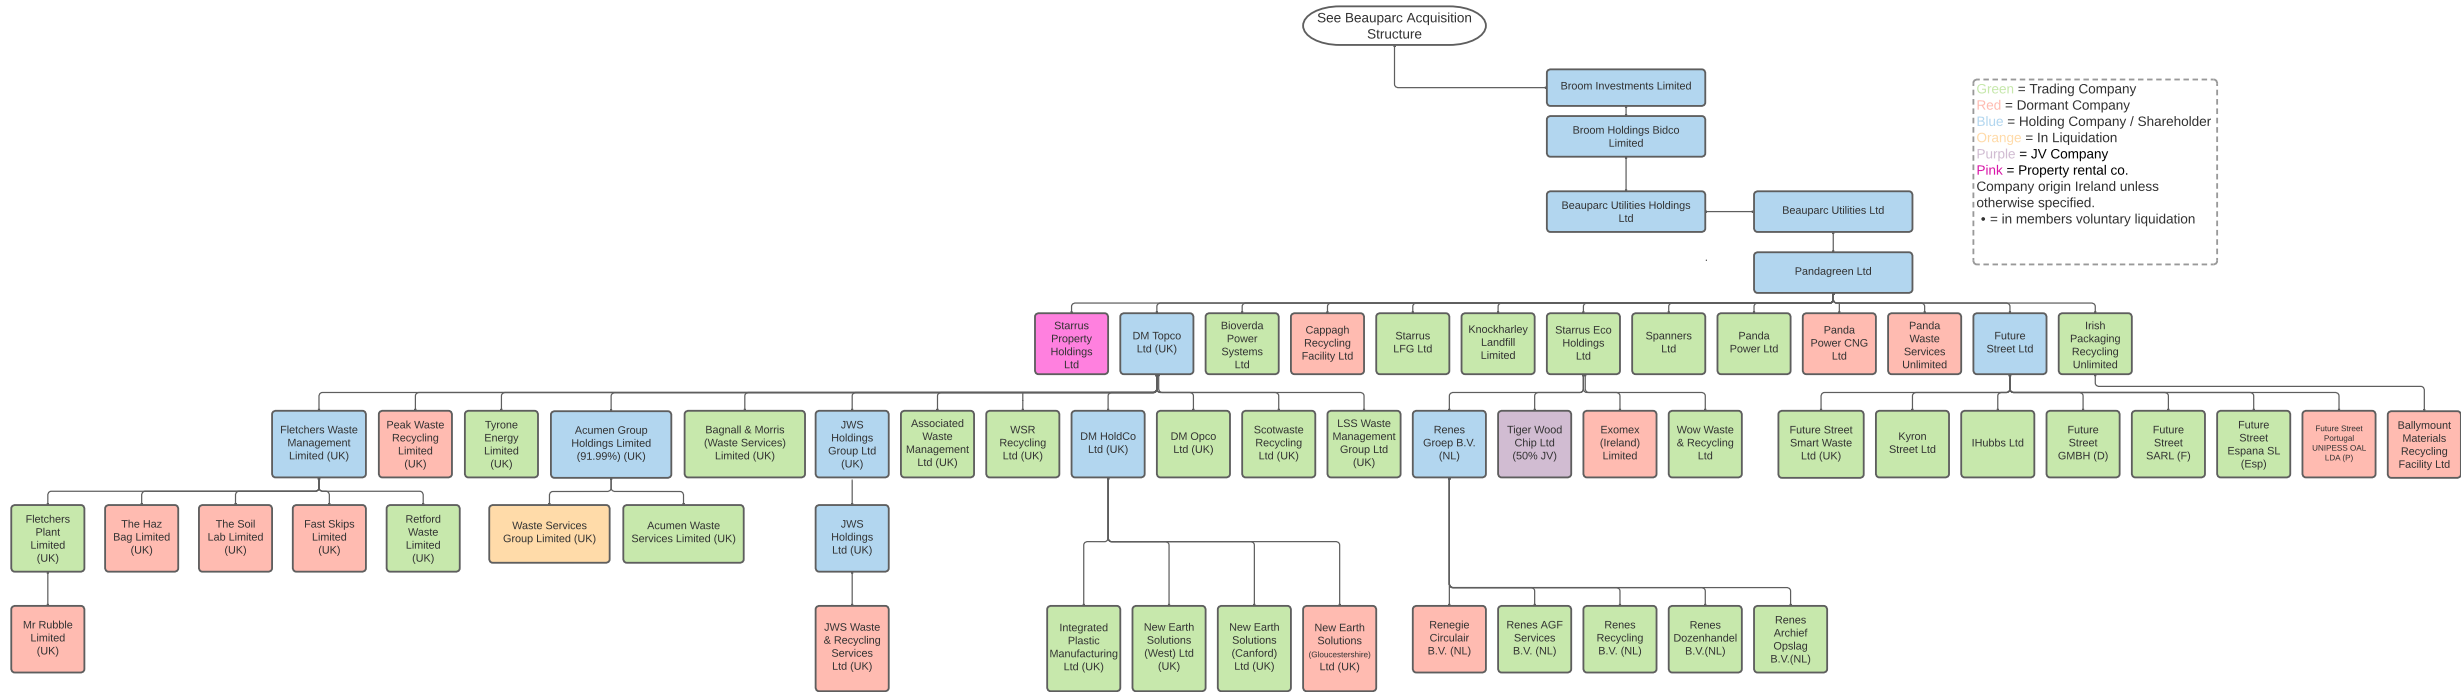 See Beauparc Acquisition
Structure
Broom Investments Limited
Green = Trading Company
Red = Dormant Company
Blue = Holding Company / Shareholder
Orange = In Liquidation
Purple = JV Company
Pink = Property rental co.
Company origin Ireland unless
otherwise specified.
• = in members voluntary liquidation
Broom Holdings Bidco
Limited
Beauparc Utilities Holdings
Ltd
Beauparc Utilities Ltd
Pandagreen Ltd
Starrus
Property
Holdings
Ltd
DM Topco
Ltd (UK)
Bioverda
Power
Systems
Ltd
Cappagh
Recycling
Facility Ltd
Starrus
LFG Ltd
Knockharley
Landfill
Limited
Starrus Eco
Holdings
Ltd
Spanners
Ltd
Panda
Power Ltd
Panda
Power CNG
Ltd
Panda
Waste
Services
Unlimited
Future
Street Ltd
Irish
Packaging
Recycling
Unlimited
Fletchers Waste
Management
Limited (UK)
Peak Waste
Recycling
Limited
(UK)
Tyrone
Energy
Limited
(UK)
Acumen Group
Holdings Limited
(91.99%) (UK)
Bagnall & Morris
(Waste Services)
Limited (UK)
JWS
Holdings
Group Ltd
(UK)
Associated
Waste
Management
Ltd (UK)
WSR
Recycling
Ltd (UK)
DM HoldCo
Ltd (UK)
DM Opco
Ltd (UK)
Scotwaste
Recycling
Ltd (UK)
LSS Waste
Management
Group Ltd
(UK)
Renes
Groep B.V.
(NL)
Tiger Wood
Chip Ltd
(50% JV)
Exomex
(Ireland)
Limited
Wow Waste
& Recycling
Ltd
Future Street
Smart Waste
Ltd (UK)
Kyron
Street Ltd
IHubbs Ltd
Future
Street
GMBH (D)
Future
Street
SARL (F)
Future
Street
Espana SL
(Esp)
Future Street
Portugal
UNIPESS OAL
LDA (P)
Ballymount
Materials
Recycling
Facility Ltd
Fletchers
Plant
Limited
(UK)
The Haz
Bag Limited
(UK)
The Soil
Lab Limited
(UK)
Fast Skips
Limited
(UK)
Retford
Waste
Limited
(UK)
Waste Services
Group Limited (UK)
Acumen Waste
Services Limited (UK)
JWS
Holdings
Ltd (UK)
Mr Rubble
Limited
(UK)
JWS Waste
& Recycling
Services
Ltd (UK)
Integrated
Plastic
Manufacturing
Ltd (UK)
New Earth
Solutions
(West) Ltd
(UK)
New Earth
Solutions
(Canford)
Ltd (UK)
New Earth
Solutions
(Gloucestershire)
Ltd (UK)
Renegie
Circulair
B.V. (NL)
Renes AGF
Services
B.V. (NL)
Renes
Recycling
B.V. (NL)
Renes
Dozenhandel
B.V.(NL)
Renes
Archief
Opslag
B.V.(NL)